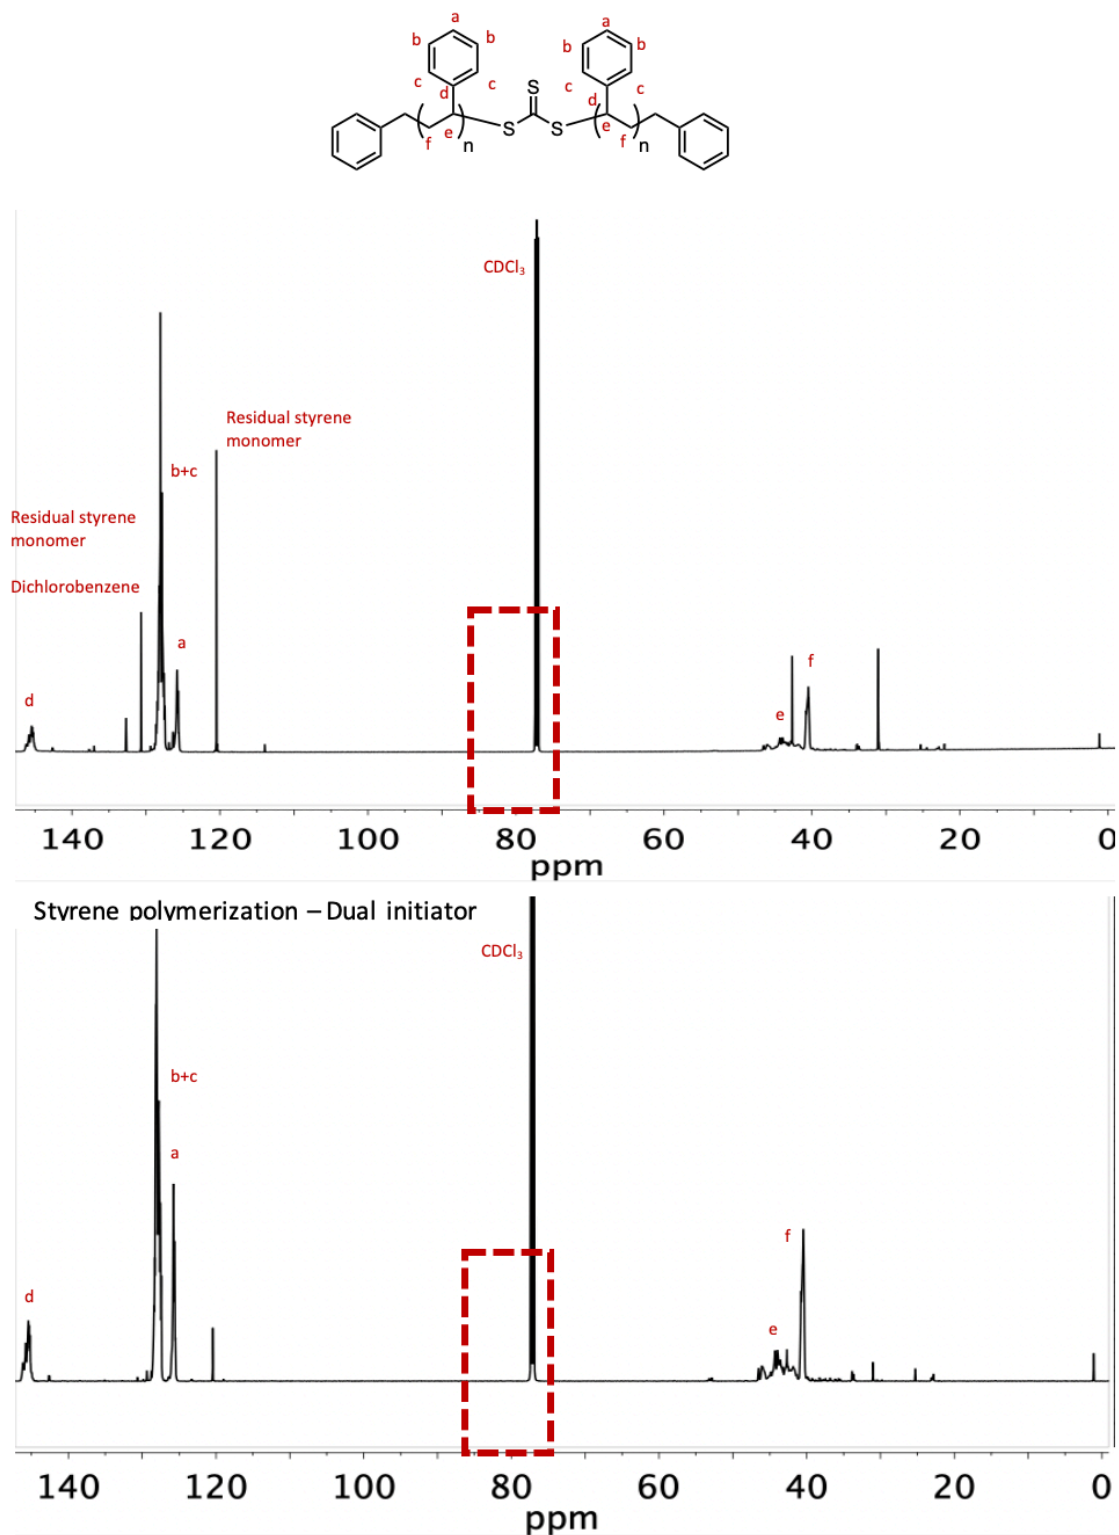 a
a
b
b
b
b
c
c
c
c
d
d
S
e
e
S
S
f
f
n
n
CDCl₃
Residual styrene
monomer
b+c
Residual styrene
monomer
Dichlorobenzene
a
d
f
e
140 120 100 80 60 40 20 0
ppm
Styrene polymerization – Dual initiator
CDCl₃
b+c
a
d
f
e
140 120 100 80 60 40 20 0
ppm